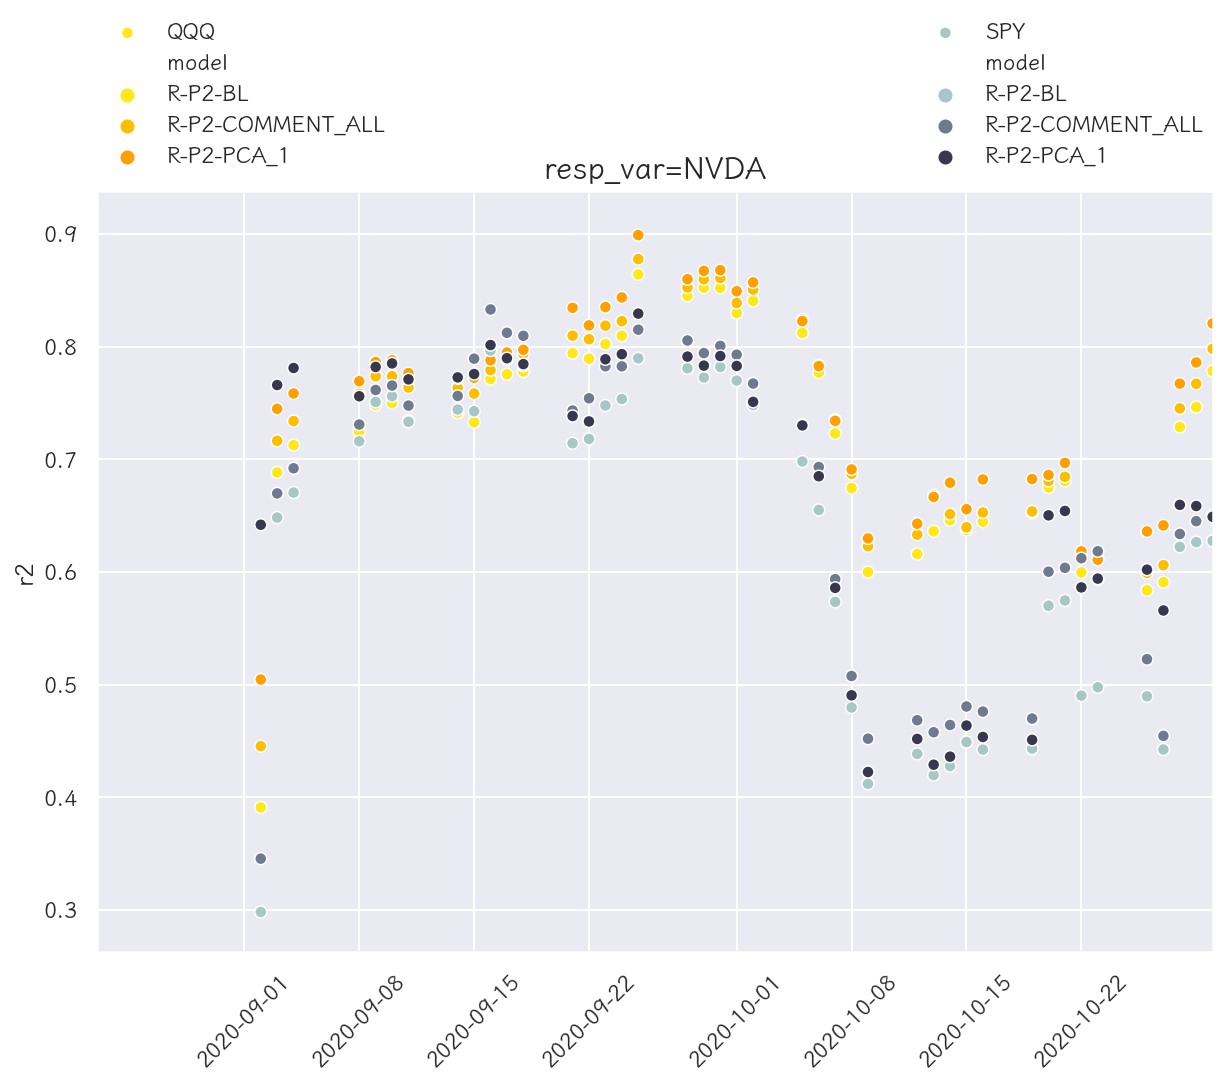 QQQ
model
R-P2-BL
R-P2-COMMENT_ALL
R-P2-PCA_1
SPY
model
R-P2-BL
R-P2-COMMENT_ALL
R-P2-PCA_1
resp_var=NVDA
0.9
0.8
0.7
0.6
0.5
0.4
0.3
r2
2020-09-01
2020-09-08
2020-09-15
2020-09-22
2020-10-01
2020-10-08
2020-10-15
2020-10-22